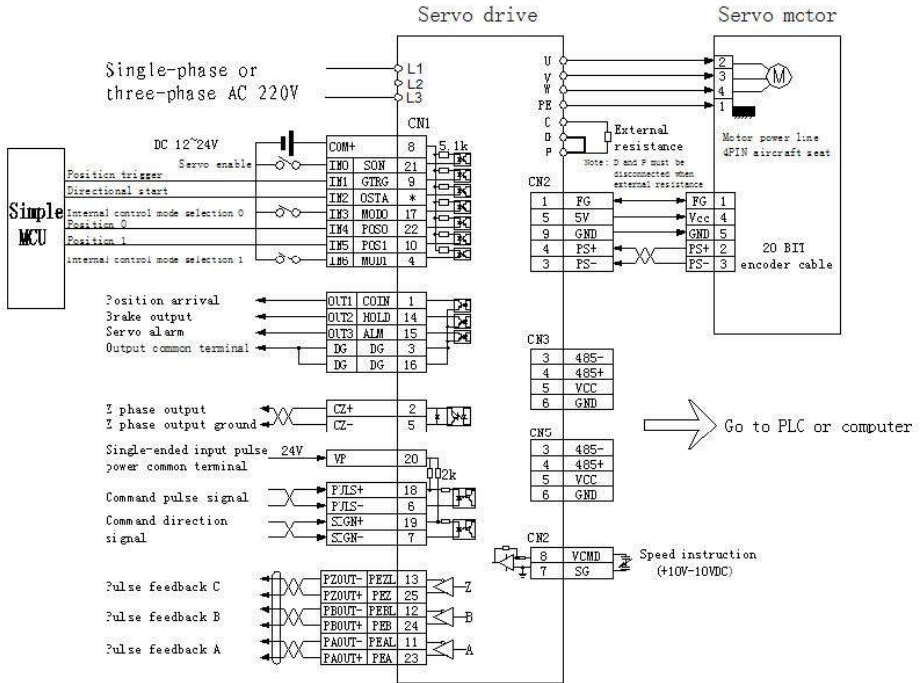 Servo drive
Servo mctor
Single-phase or
three-phase AC 220V
L1
L2
L3
U
V
W
PE
C
D
P
2
3
4
1
M
External
resistance
Note: D and P must be
disconnected when
external resistance
Motor power line
4PIN aircraft seat
CN1
DC 12~24V
COM+ 8 5.1k
Servo enable IN0 SON 21
Position trigger IN1 GTRG 9
Directional start IN2 OSTA *
Internal control mode selection 0 IN3 MOD0 17
Position 0 IN4 POS0 22
Position 1 IN5 POS1 10
Internal control mode selection 1 IN6 MOD1 4
Simple
MCU
CN2
1 FG FG 1
5 5V Vcc 4
9 GND GND 5
4 PS+ PS+ 2
3 PS- PS- 3
20 BIT
encoder cable
Position arrival OUT1 COIN 1
Brake output OUT2 HOLD 14
Servo alarm OUT3 ALM 15
Output common terminal DG DG 3
DG DG 16
CN3
3 485-
4 485+
5 VCC
6 GND
Z phase output CZ+ 2
Z phase output ground CZ- 5
Go to PLC or computer
CN5
3 485-
4 485+
5 VCC
6 GND
Single-ended input pulse 24V
power common terminal
VP 20
2k
Command pulse signal
PULS+ 18
PULS- 6
Command direction
signal
SIGN+ 19
SIGN- 7
CN2
8 VCMD
7 SG
Speed instruction
(+10V-10VDC)
Pulse feedback C
PZOUT- PEZL 13
PZOUT+ PEZ 25
Z
Pulse feedback B
PBOUT- PEBL 12
PBOUT+ PEB 24
B
Pulse feedback A
PAOUT- PEAL 11
PAOUT+ PEA 23
A